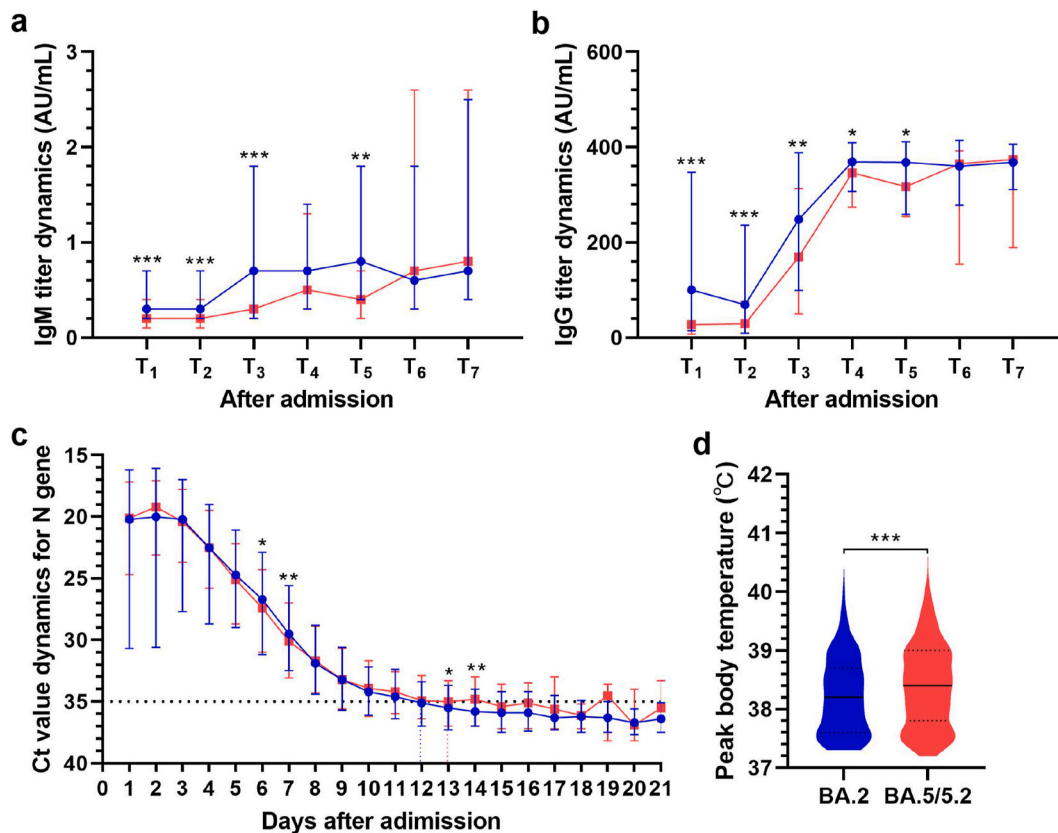 a
IgM titer dynamics (AU/mL)
3
2
1
0
***
***
***
**
T1 T2 T3 T4 T5 T6 T7
After admission
b
IgG titer dynamics (AU/mL)
600
400
200
0
***
***
**
*
*
T1 T2 T3 T4 T5 T6 T7
After admission
c
Ct value dynamics for N gene
15
20
25
30
35
40
*
**
*
**
0 1 2 3 4 5 6 7 8 9 10 11 12 13 14 15 16 17 18 19 20 21
Days after adimission
d
Peak body temperature (°C)
42
41
40
39
38
37
***
BA.2 BA.5/5.2